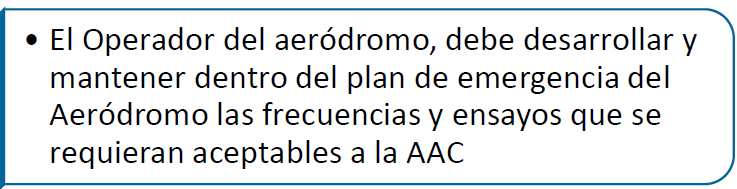 • El Operador del aeródromo, debe desarrollar y
mantener dentro del plan de emergencia del
Aeródromo las frecuencias y ensayos que se
requieran aceptables a la AAC